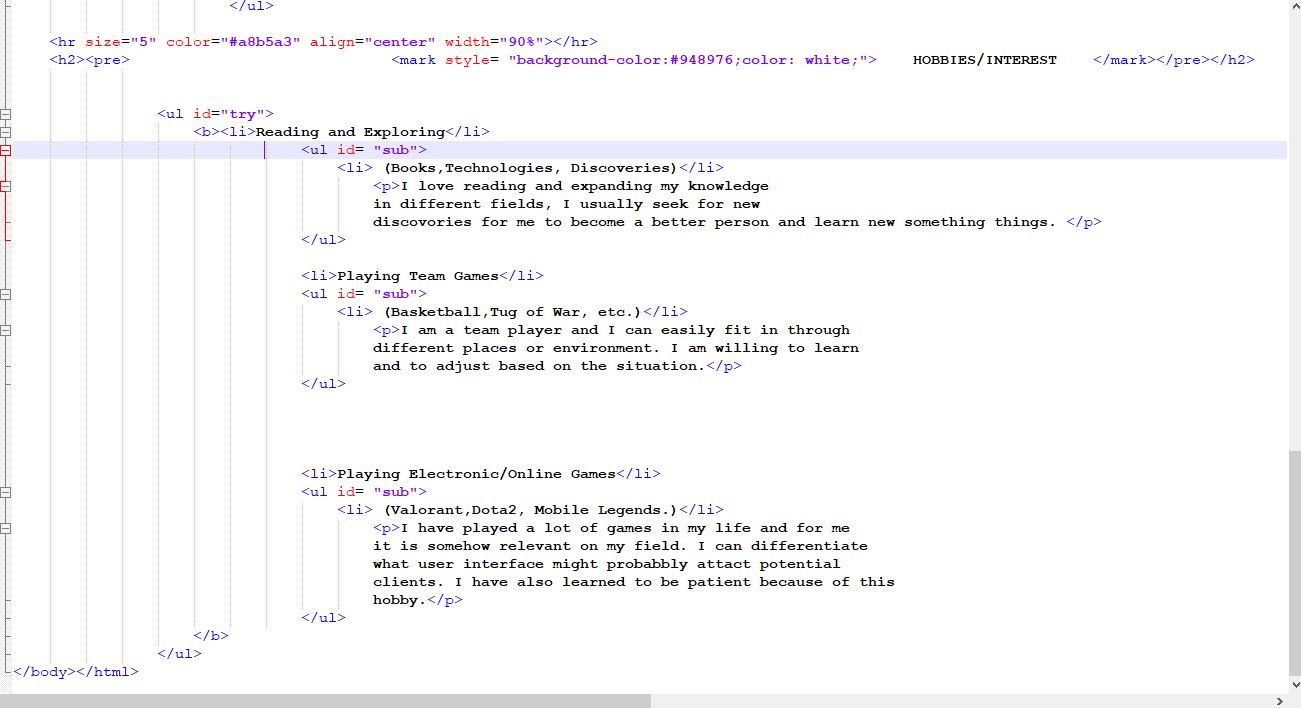 </ul>
<hr size="5" color="#a8b5a3" align="center" width="90%"></hr>
<h2><pre> <mark style= "background-color:#948976;color: white;"> HOBBIES/INTEREST </mark></pre></h2>
<ul id="try">
<b><li>Reading and Exploring</li>
<ul id= "sub">
<li> (Books,Technologies, Discoveries)</li>
<p>I love reading and expanding my knowledge
in different fields, I usually seek for new
discovories for me to become a better person and learn new something things. </p>
</ul>
<li>Playing Team Games</li>
<ul id= "sub">
<li> (Basketball,Tug of War, etc.)</li>
<p>I am a team player and I can easily fit in through
different places or environment. I am willing to learn
and to adjust based on the situation.</p>
</ul>
<li>Playing Electronic/Online Games</li>
<ul id= "sub">
<li> (Valorant,Dota2, Mobile Legends.)</li>
<p>I have played a lot of games in my life and for me
it is somehow relevant on my field. I can differentiate
what user interface might probabbly attact potential
clients. I have also learned to be patient because of this
hobby.</p>
</ul>
</b>
</ul>
</body></html>